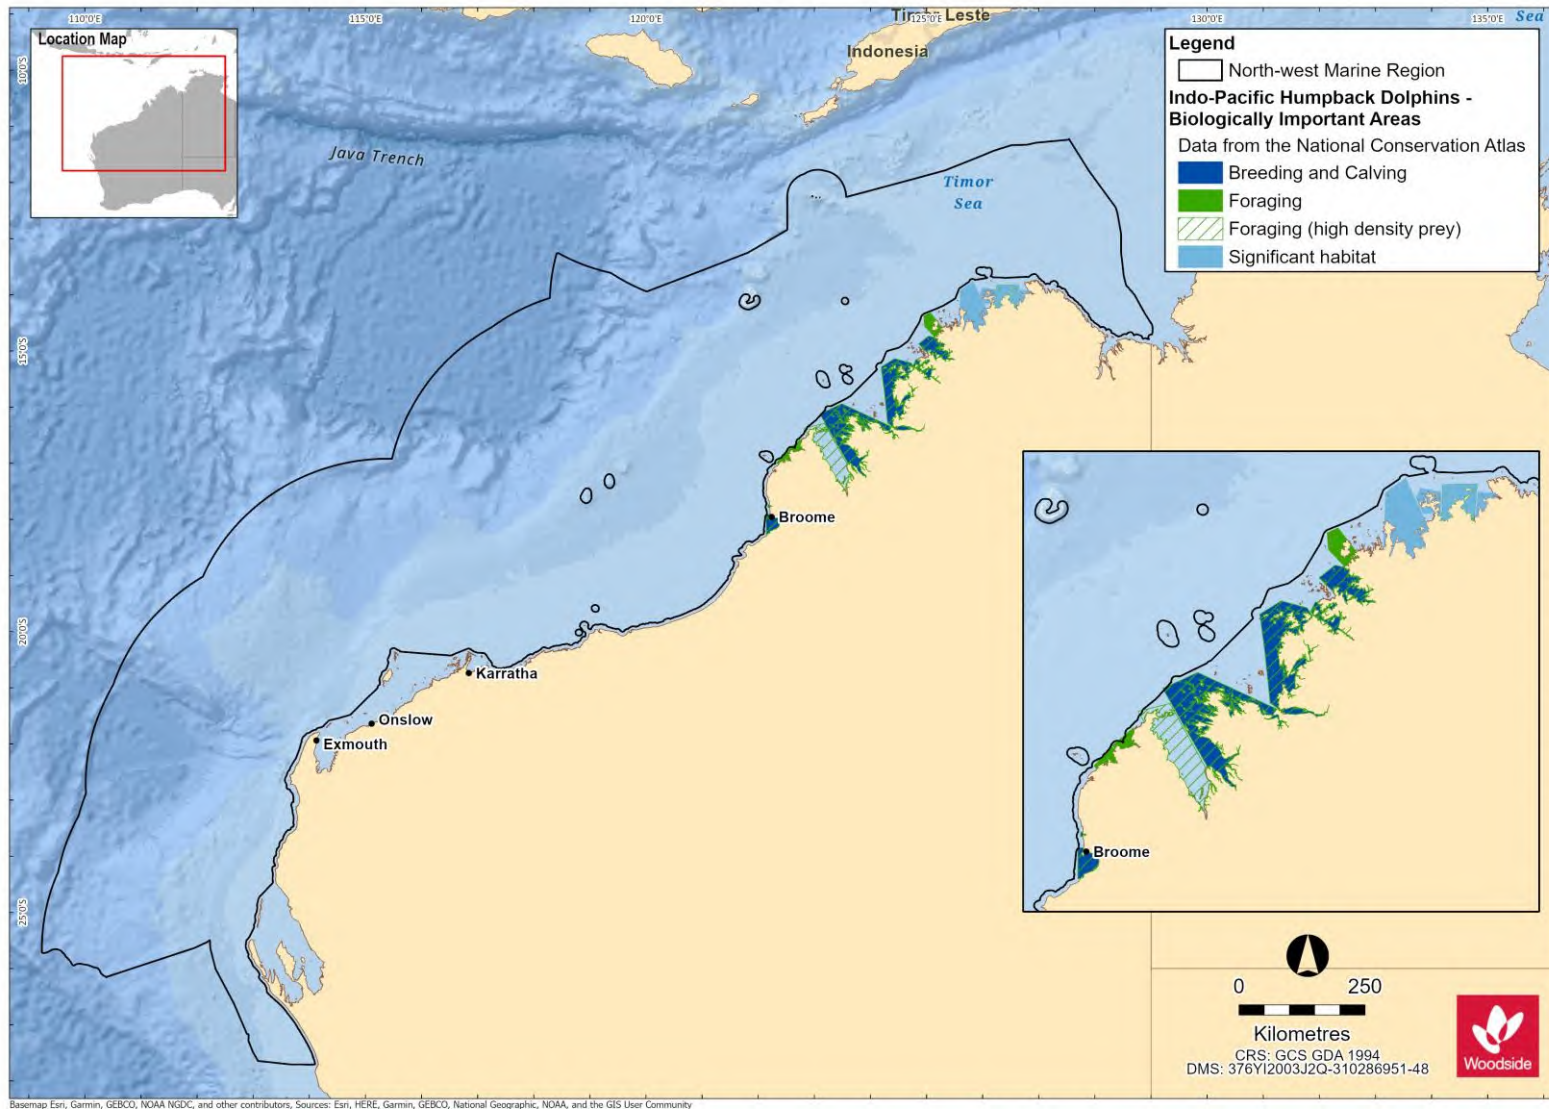 110°0'E
115°0'E
120°0'E
125°0'E
130°0'E
135°0'E
Leste
Sea
Location Map
Indonesia
Legend
North-west Marine Region
Indo-Pacific Humpback Dolphins -
Biologically Important Areas
Data from the National Conservation Atlas
Breeding and Calving
Foraging
Foraging (high density prey)
Significant habitat
10°0'S
Java Trench
Timor
Sea
15°0'S
Broome
20°0'S
Karratha
Onslow
Exmouth
Broome
25°0'S
0 250
Kilometres
CRS: GCS GDA 1994
DMS: 376YI2003J2Q-310286951-48
Woodside
Basemap Esri, Garmin, GEBCO, NOAA NGDC, and other contributors, Sources: Esri, HERE, Garmin, GEBCO, National Geographic, NOAA, and the GIS User Community